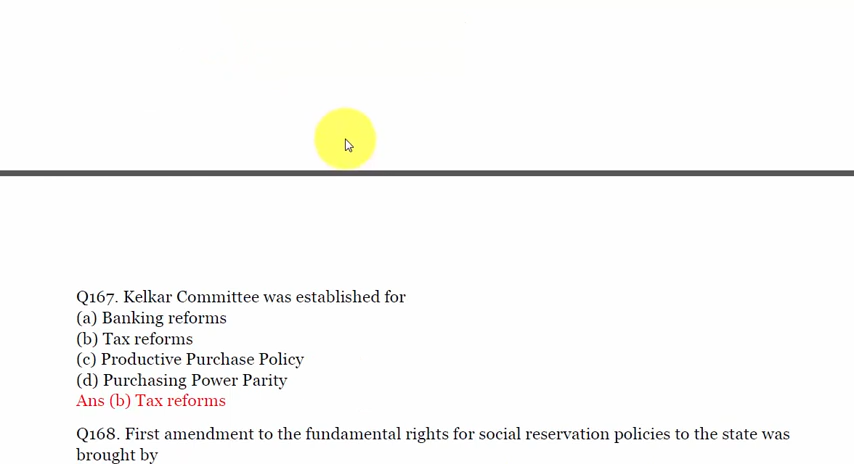 Q167. Kelkar Committee was established for
(a) Banking reforms
(b) Tax reforms
(c) Productive Purchase Policy
(d) Purchasing Power Parity
Ans (b) Tax reforms
Q168. First amendment to the fundamental rights for social reservation policies to the state was
brought by